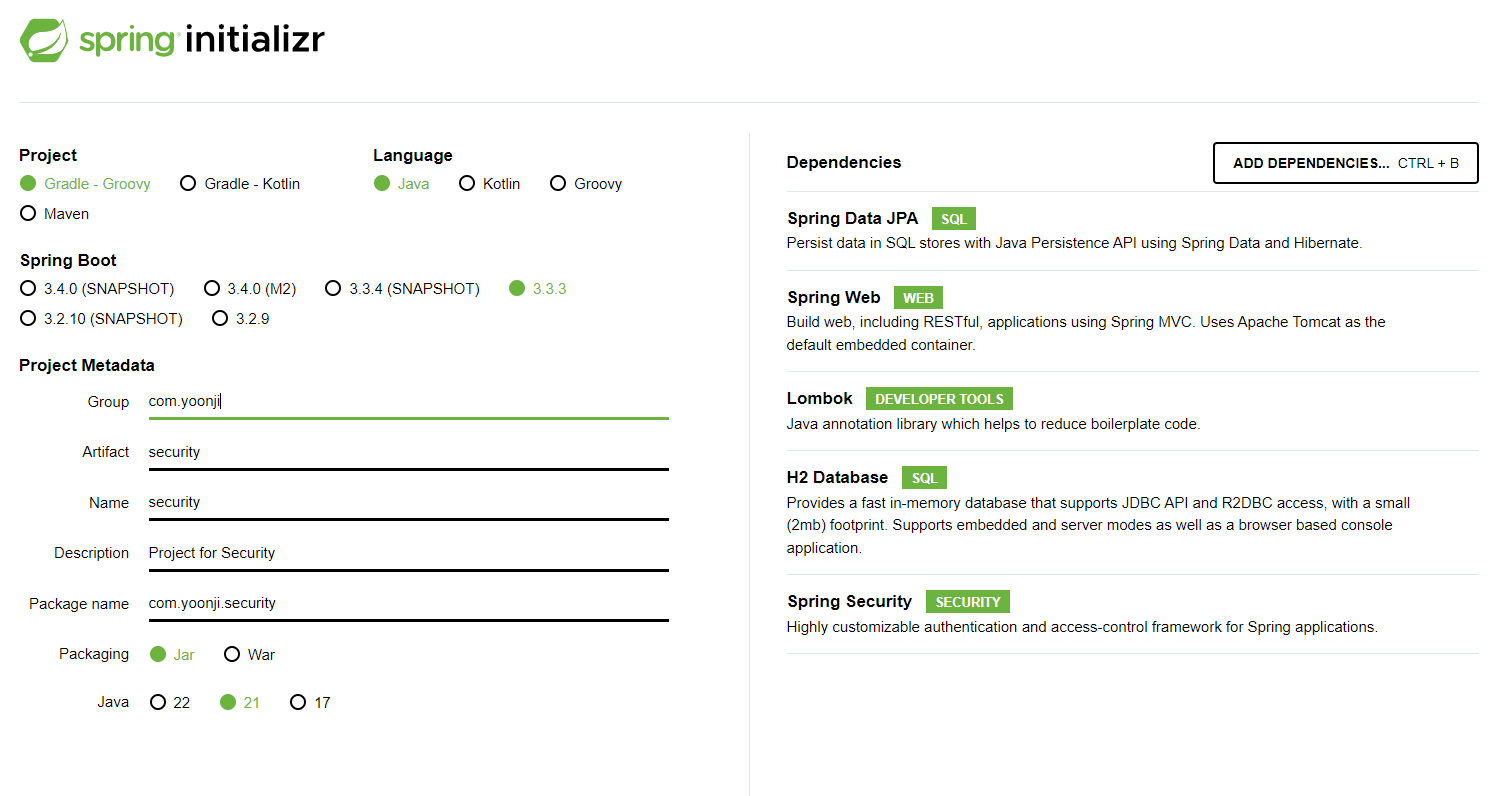 spring initializr
Project
Gradle - Groovy
Gradle - Kotlin
Maven
Language
Java
Kotlin
Groovy
Spring Boot
3.4.0 (SNAPSHOT)
3.4.0 (M2)
3.3.4 (SNAPSHOT)
3.3.3
3.2.10 (SNAPSHOT)
3.2.9
Project Metadata
Group com.yoonji
Artifact security
Name security
Description Project for Security
Package name com.yoonji.security
Packaging Jar War
Java 22 21 17
Dependencies
ADD DEPENDENCIES... CTRL + B
Spring Data JPA SQL
Persist data in SQL stores with Java Persistence API using Spring Data and Hibernate.
Spring Web WEB
Build web, including RESTful, applications using Spring MVC. Uses Apache Tomcat as the
default embedded container.
Lombok DEVELOPER TOOLS
Java annotation library which helps to reduce boilerplate code.
H2 Database SQL
Provides a fast in-memory database that supports JDBC API and R2DBC access, with a small
(2mb) footprint. Supports embedded and server modes as well as a browser based console
application.
Spring Security SECURITY
Highly customizable authentication and access-control framework for Spring applications.